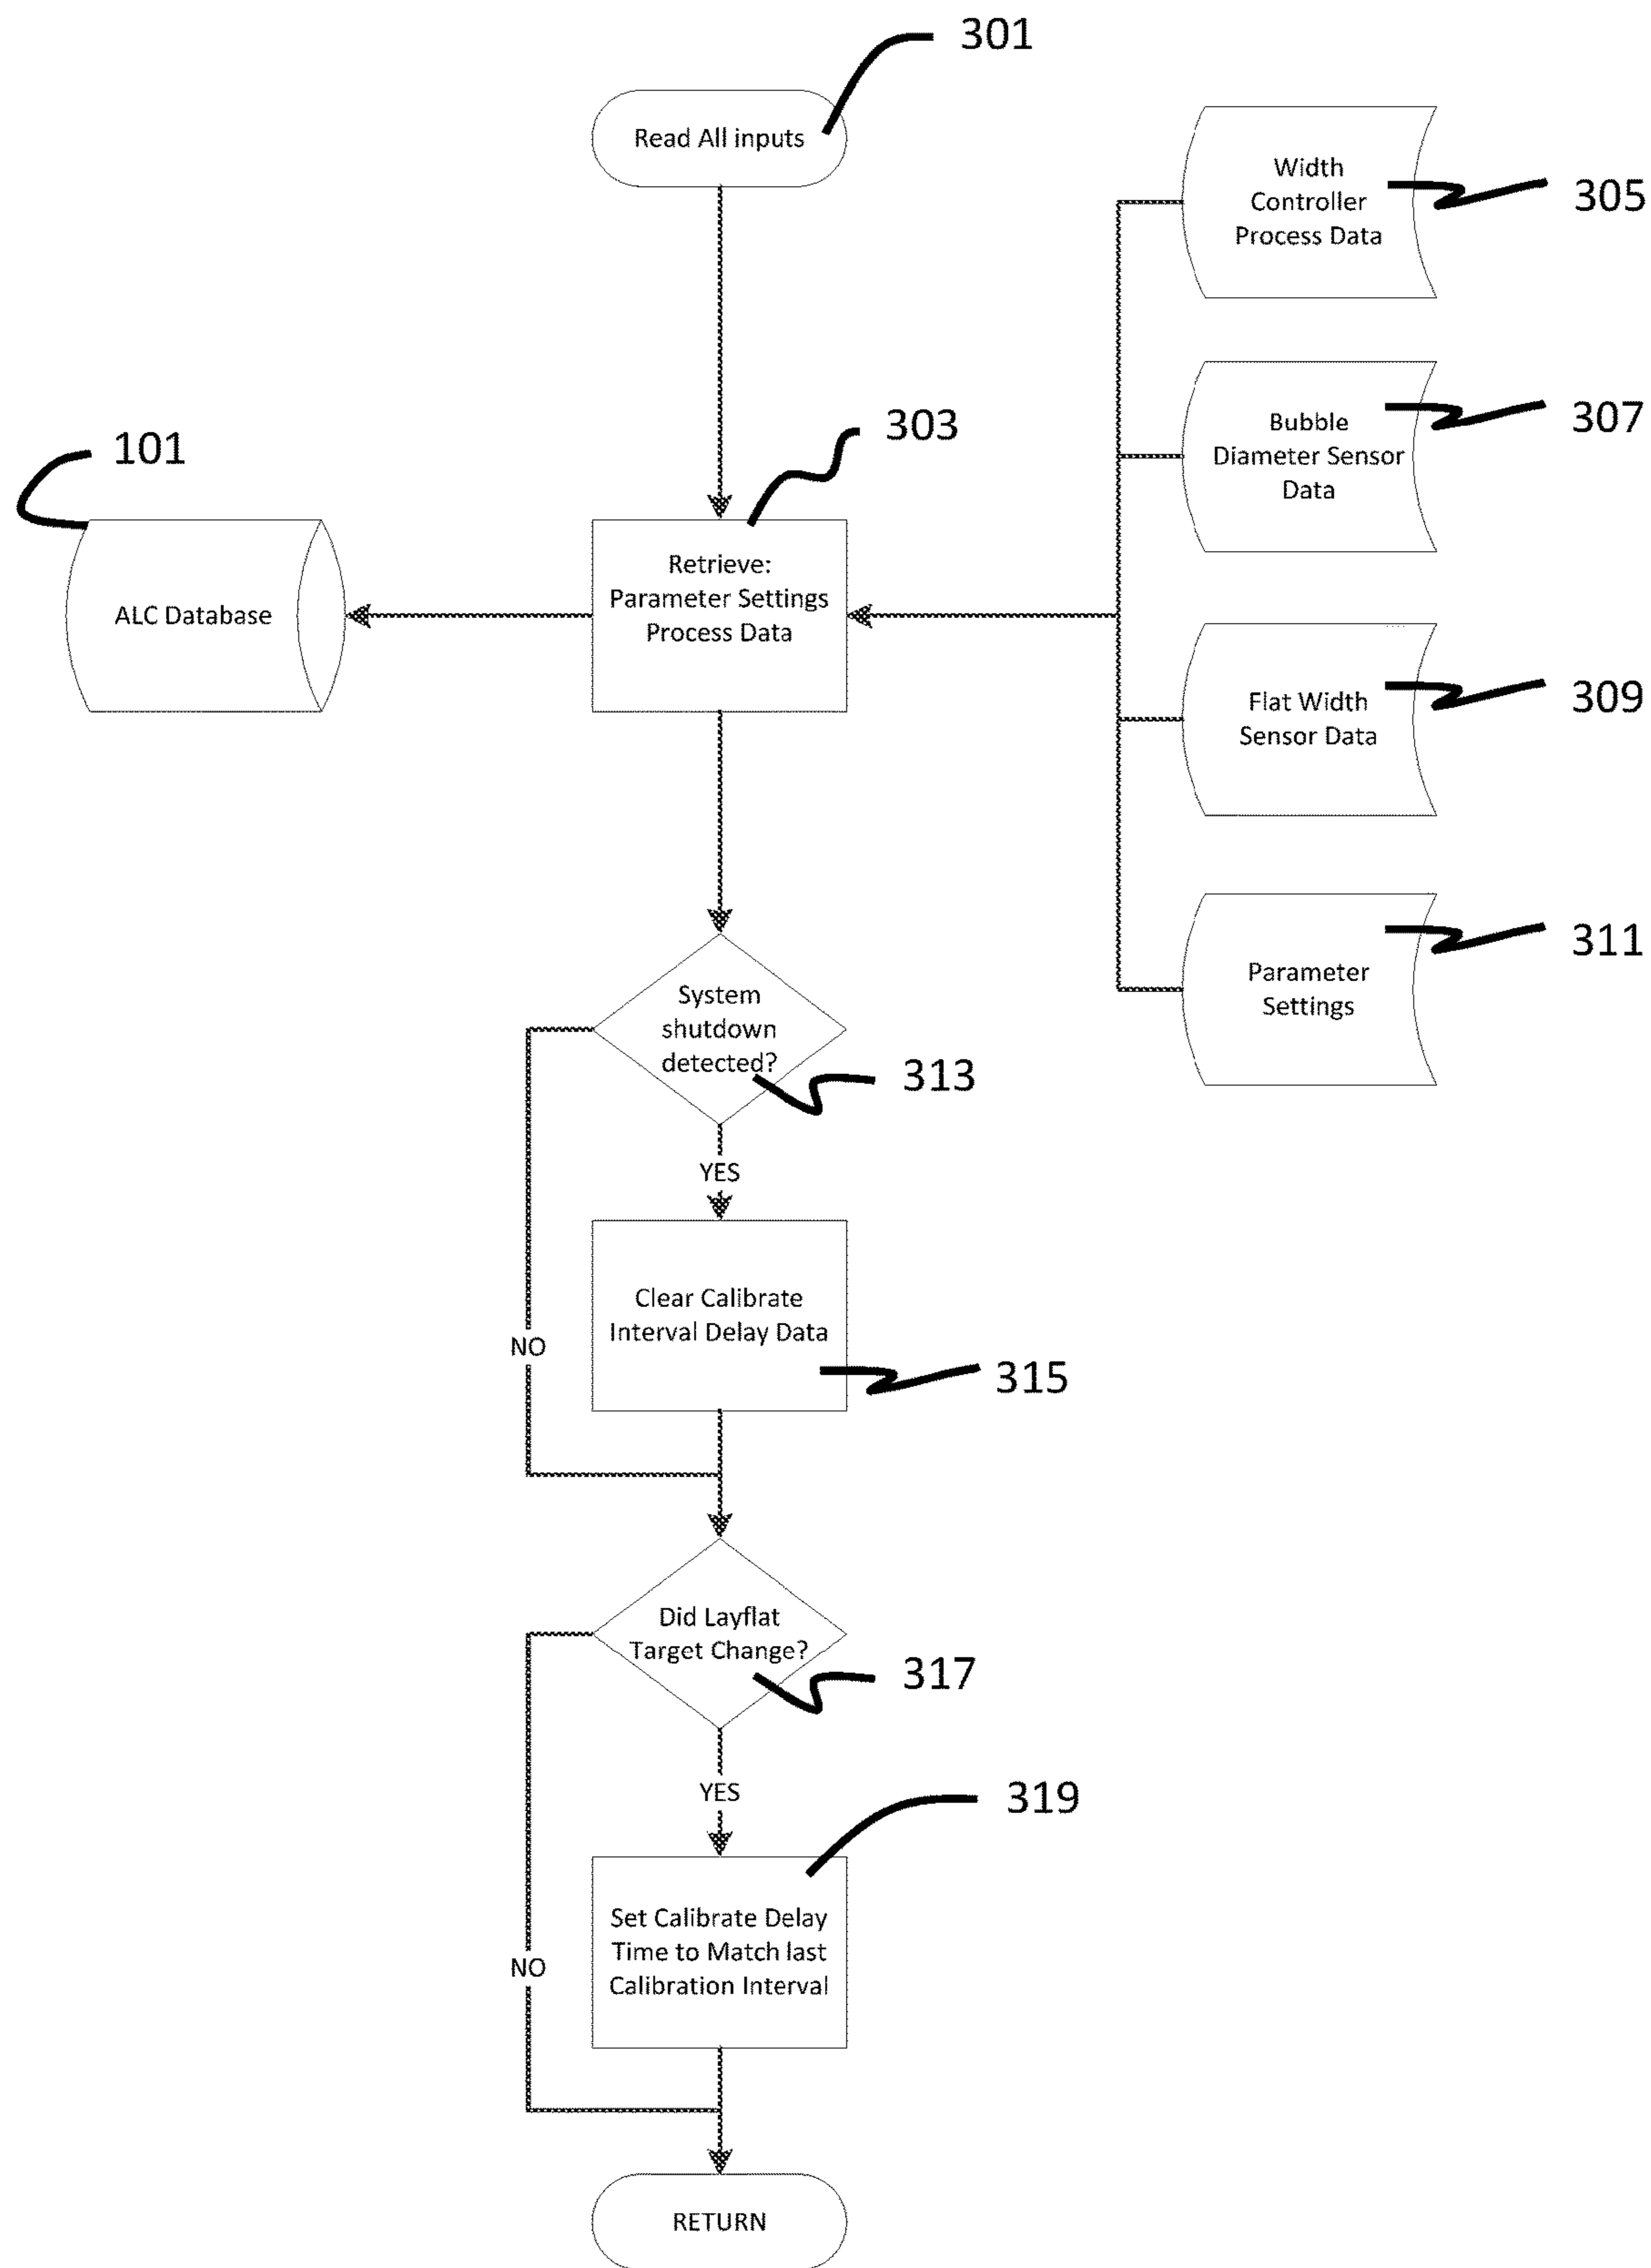 301
Read All inputs
Width
Controller
Process Data
305
Bubble
Diameter Sensor
Data
307
303
101
ALC Database
Retrieve:
Parameter Settings
Process Data
Flat Width
Sensor Data
309
Parameter
Settings
311
System
shutdown
detected?
313
YES
Clear Calibrate
Interval Delay Data
NO
315
Did Layflat
Target Change?
317
YES
319
Set Calibrate Delay
Time to Match last
Calibration Interval
NO
RETURN